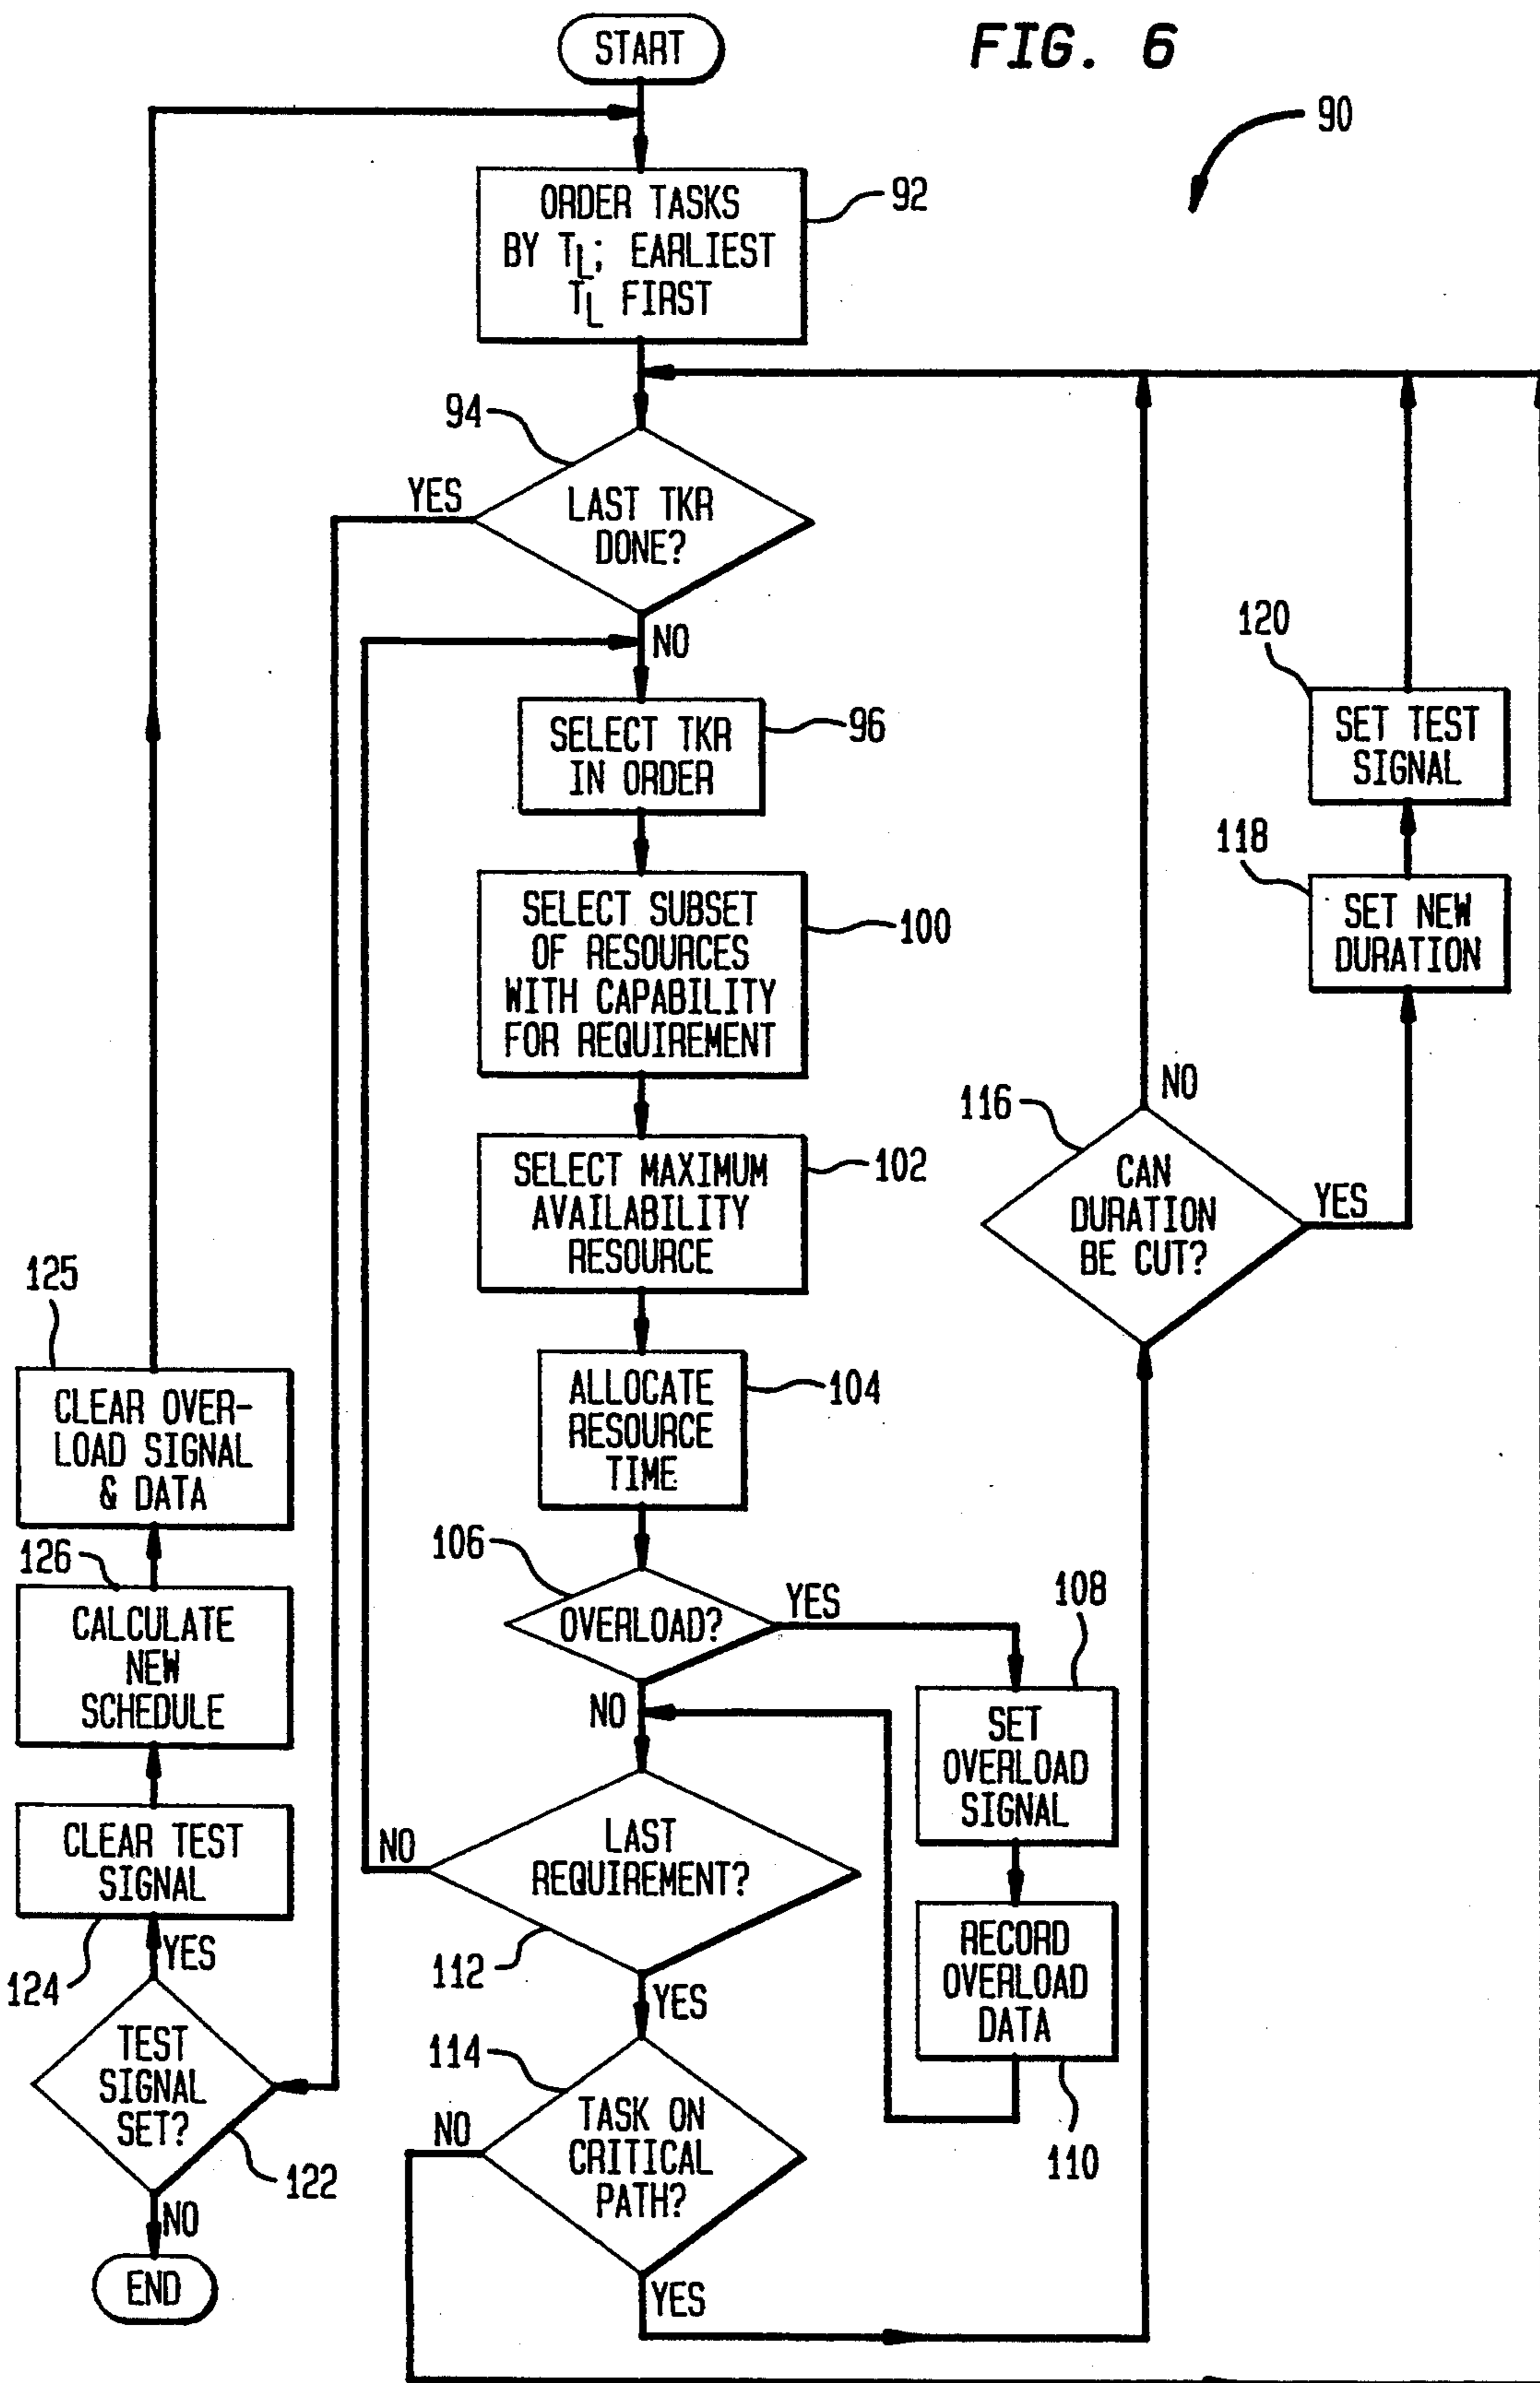 FIG. 6
START
90
ORDER TASKS
BY TL; EARLIEST
TL FIRST
92
94
YES
LAST TKR
DONE?
NO
SELECT TKR
IN ORDER
96
SELECT SUBSET
OF RESOURCES
WITH CAPABILITY
FOR REQUIREMENT
100
SELECT MAXIMUM
AVAILABILITY
RESOURCE
102
ALLOCATE
RESOURCE
TIME
104
106
OVERLOAD?
YES
NO
108
SET
OVERLOAD
SIGNAL
RECORD
OVERLOAD
DATA
110
LAST
REQUIREMENT?
NO
112
YES
114
TASK ON
CRITICAL
PATH?
NO
YES
116
CAN
DURATION
BE CUT?
NO
YES
118
SET NEW
DURATION
120
SET TEST
SIGNAL
125
CLEAR OVER-
LOAD SIGNAL
& DATA
126
CALCULATE
NEW
SCHEDULE
CLEAR TEST
SIGNAL
124
YES
TEST
SIGNAL
SET?
122
NO
END